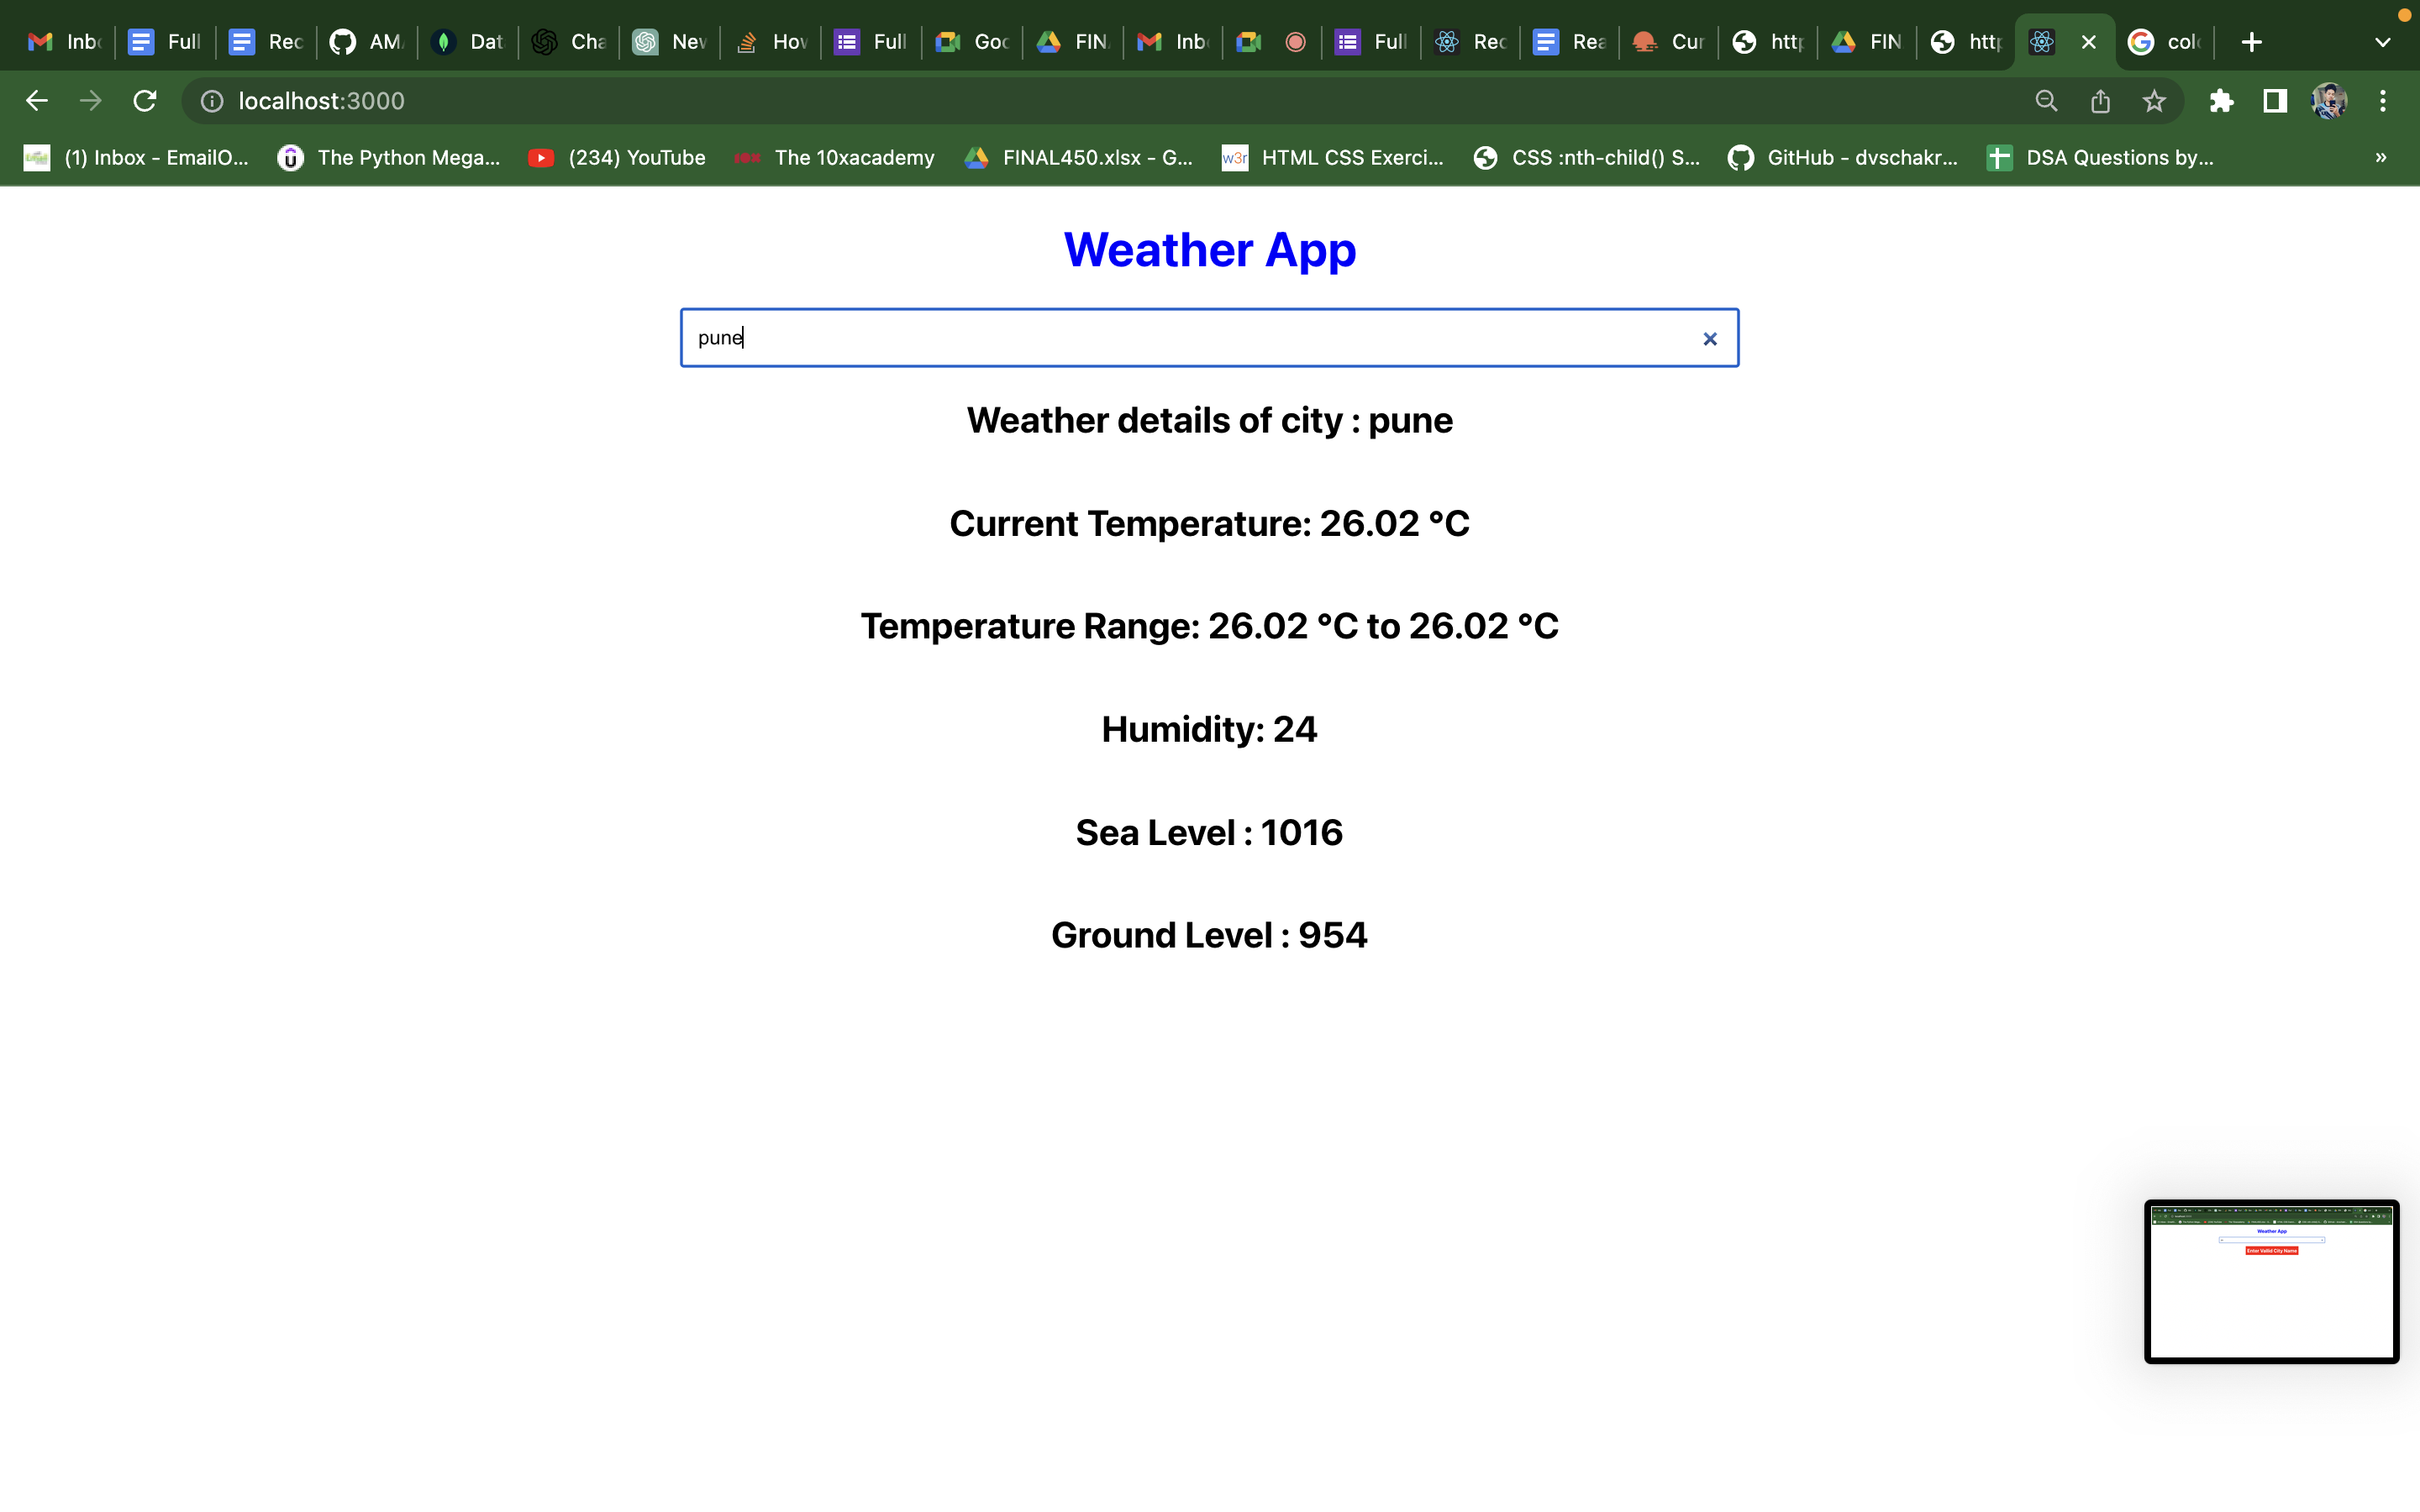 Inb Full Rec AM Dat Cha Nev Hov Full Goo FIN Inb Full Rec Rea Cur http FIN http colo
localhost:3000
(1) Inbox - EmailO... The Python Mega... (234) YouTube The 10xacademy FINAL450.xlsx - G... w3r HTML CSS Exerci... CSS :nth-child() S... GitHub - dvschakr... DSA Questions by... »
Weather App
pune
Weather details of city : pune
Current Temperature: 26.02 °C
Temperature Range: 26.02 °C to 26.02 °C
Humidity: 24
Sea Level : 1016
Ground Level : 954
Weather App
Enter Valid City Name